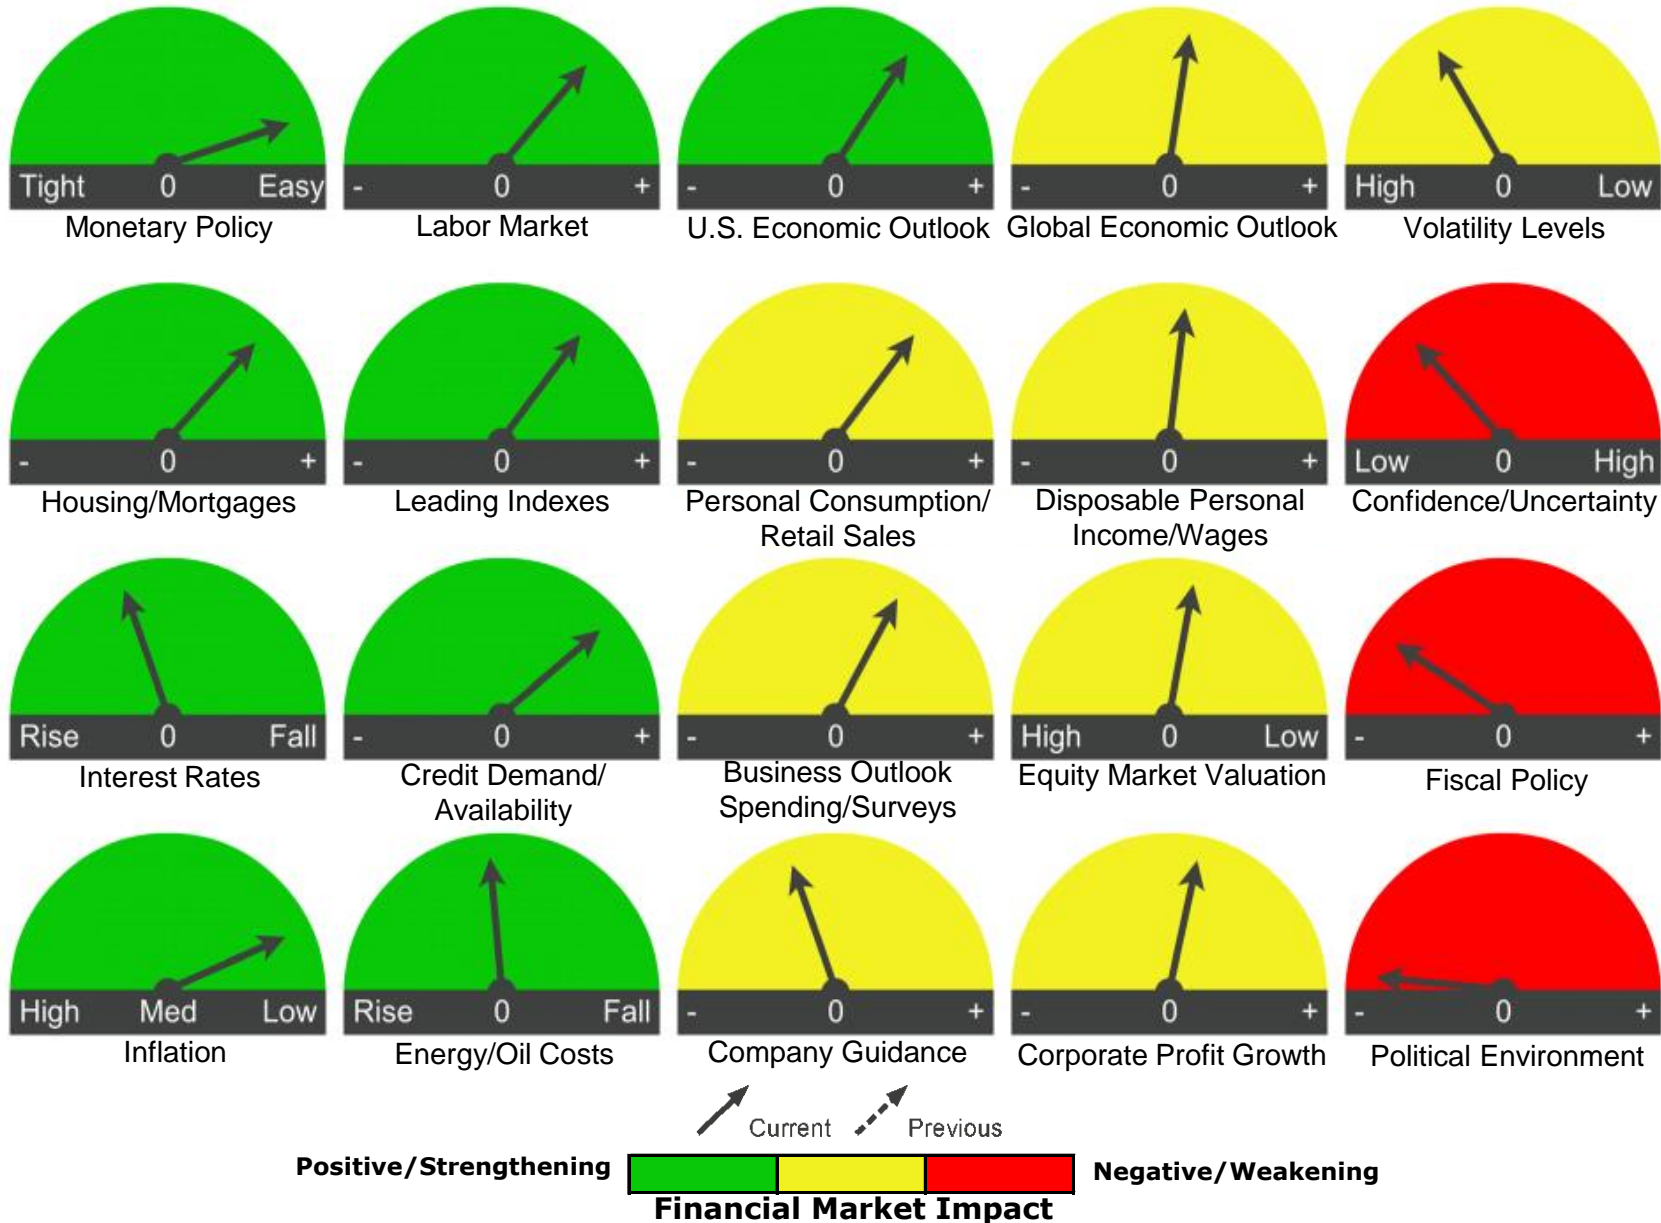 Tight 0 Easy
- 0 +
- 0 +
- 0 +
High 0 Low
Monetary Policy
Labor Market
U.S. Economic Outlook
Global Economic Outlook
Volatility Levels
- 0 +
- 0 +
- 0 +
- 0 +
Low 0 High
Housing/Mortgages
Leading Indexes
Personal Consumption/
Retail Sales
Disposable Personal
Income/Wages
Confidence/Uncertainty
Rise 0 Fall
- 0 +
- 0 +
High 0 Low
- 0 +
Interest Rates
Credit Demand/
Availability
Business Outlook
Spending/Surveys
Equity Market Valuation
Fiscal Policy
High Med Low
Rise 0 Fall
- 0 +
- 0 +
- 0 +
Inflation
Energy/Oil Costs
Company Guidance
Corporate Profit Growth
Political Environment
Current
Previous
Positive/Strengthening
Negative/Weakening
Financial Market Impact